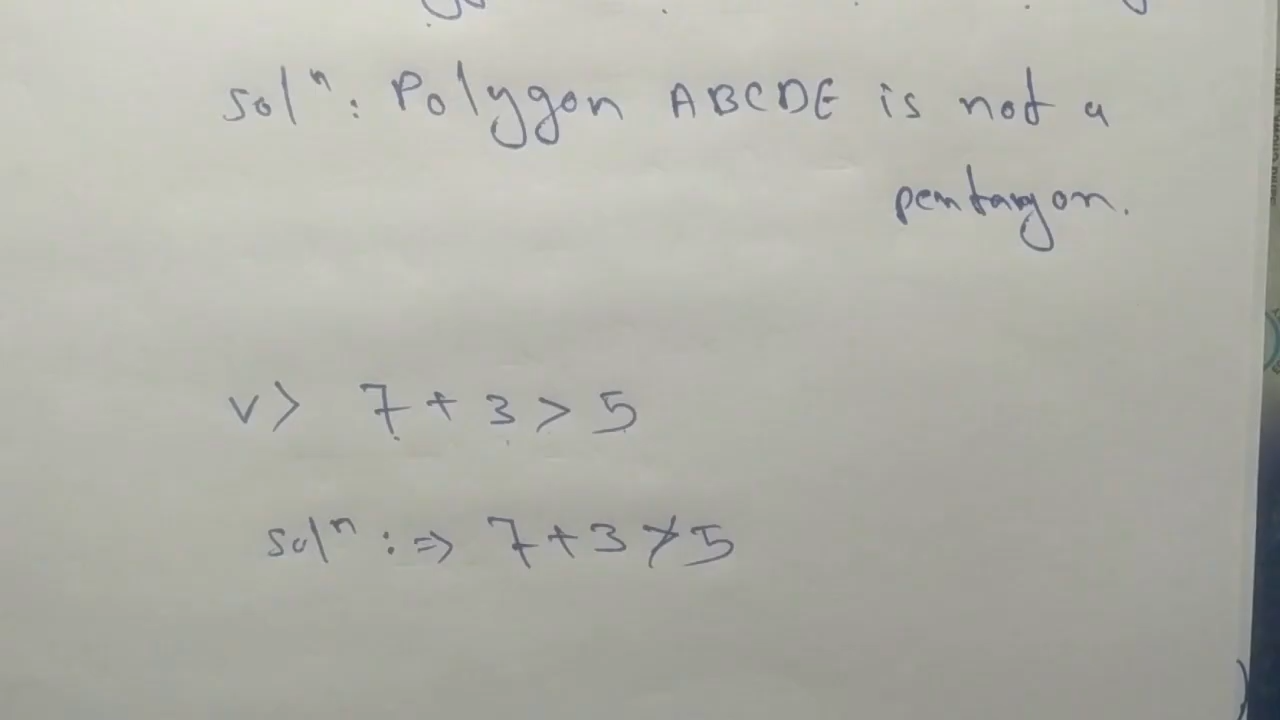 solⁿ: Polygon ABCDE is not a
pentagon.
v> 7 + 3 > 5
solⁿ : ⇒ 7 + 3 ≯ 5